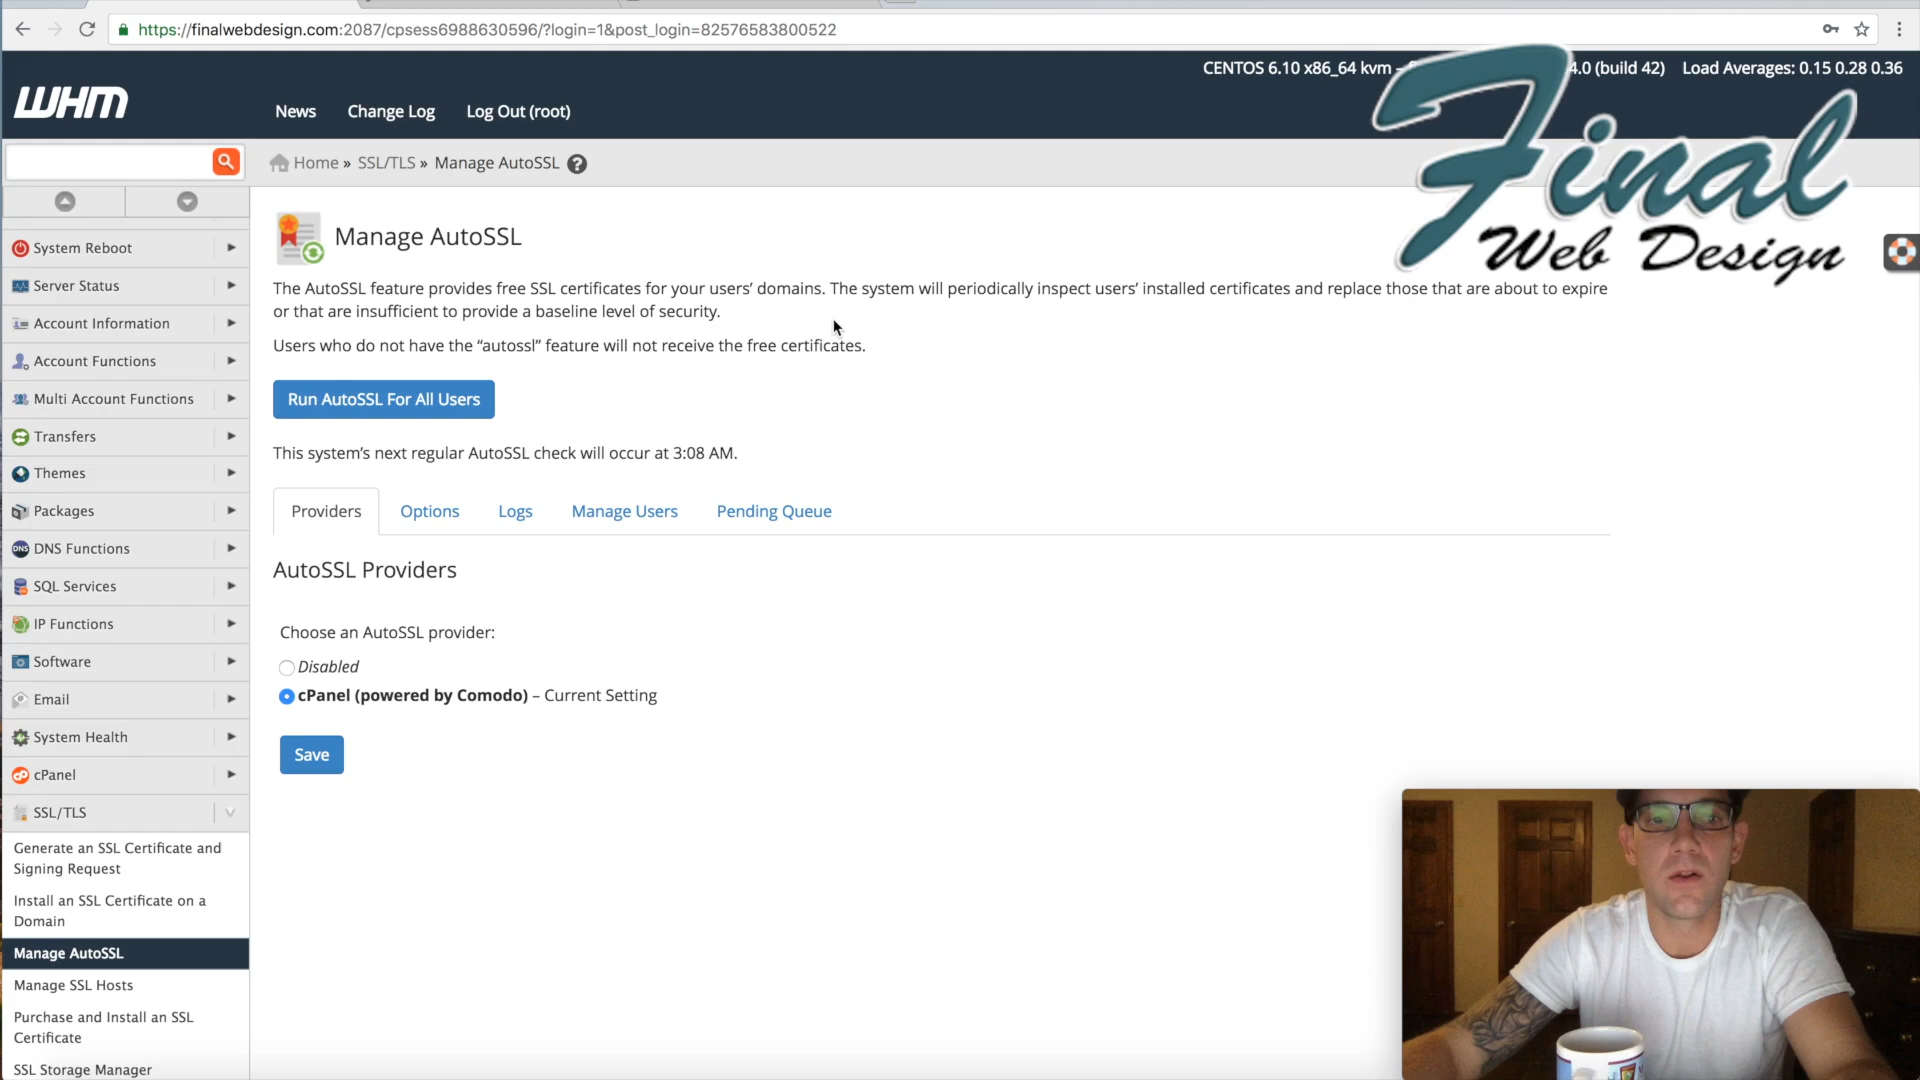 https://finalwebdesign.com:2087/cpsess6988630596/?login=1&post_login=82576583800522
CENTOS 6.10 x86_64 kvm
4.0 (build 42) Load Averages: 0.15 0.28 0.36
WHM
News Change Log Log Out (root)
Home » SSL/TLS » Manage AutoSSL ?
Final
Web Design
Manage AutoSSL
The AutoSSL feature provides free SSL certificates for your users’ domains. The system will periodically inspect users’ installed certificates and replace those that are about to expire
or that are insufficient to provide a baseline level of security.
Users who do not have the “autossl” feature will not receive the free certificates.
Run AutoSSL For All Users
This system’s next regular AutoSSL check will occur at 3:08 AM.
Providers Options Logs Manage Users Pending Queue
AutoSSL Providers
Choose an AutoSSL provider:
Disabled
cPanel (powered by Comodo) – Current Setting
Save
System Reboot
Server Status
Account Information
Account Functions
Multi Account Functions
Transfers
Themes
Packages
DNS DNS Functions
SQL Services
IP Functions
Software
Email
System Health
cPanel
SSL/TLS
Generate an SSL Certificate and
Signing Request
Install an SSL Certificate on a
Domain
Manage AutoSSL
Manage SSL Hosts
Purchase and Install an SSL
Certificate
SSL Storage Manager